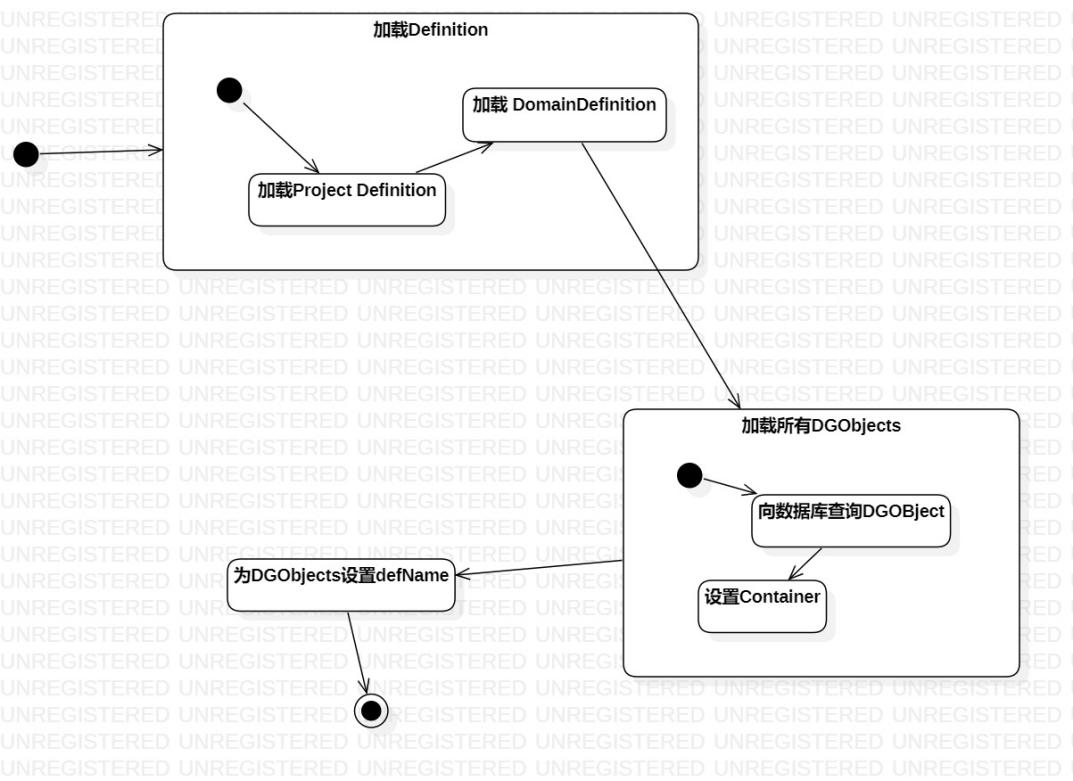 加载Definition
加载 DomainDefinition
加载Project Definition
加载所有DGObjects
向数据库查询DGOBject
为DGObjects设置defName
设置Container
UNREGISTERED